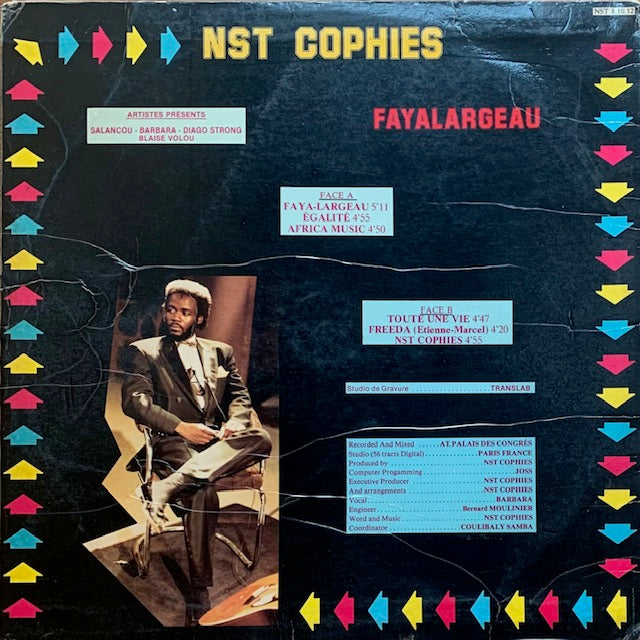 NST 8.10.12
NST COPHIES
FAYALARGEAU
ARTISTES PRÉSENTS
SALANCOU - BARBARA - DIAGO STRONG
BLAISE VOLOU
FACE A
FAYA-LARGEAU 5'11
ÉGALITÉ 4'55
AFRICA MUSIC 4'50
FACE B
TOUTE UNE VIE 4'47
FREEDA (Etienne-Marcel) 4'20
NST COPHIES 4'55
Studio de Gravure ......................TRANSLAB
Recorded And Mixed ......AT.PALAIS DES CONGRÈS
Studio (56 tracts Digital) ..............PARIS FRANCE
Produced by ........................NST COPHIES
Computer Progamming ........................JOSS
Executive Producer ..................NST COPHIES
And arrangements ..................NST COPHIES
Vocal ..............................BARBARA
Engineer ....................Bernard MOULINIER
Word and Music ....................NST COPHIES
Coordinator ..................COULIBALY SAMBA